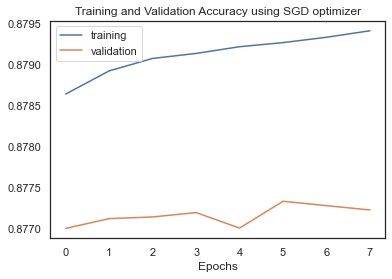 Training and Validation Accuracy using SGD optimizer
training
validation
0.8795
0.8790
0.8785
0.8780
0.8775
0.8770
0 1 2 3 4 5 6 7
Epochs